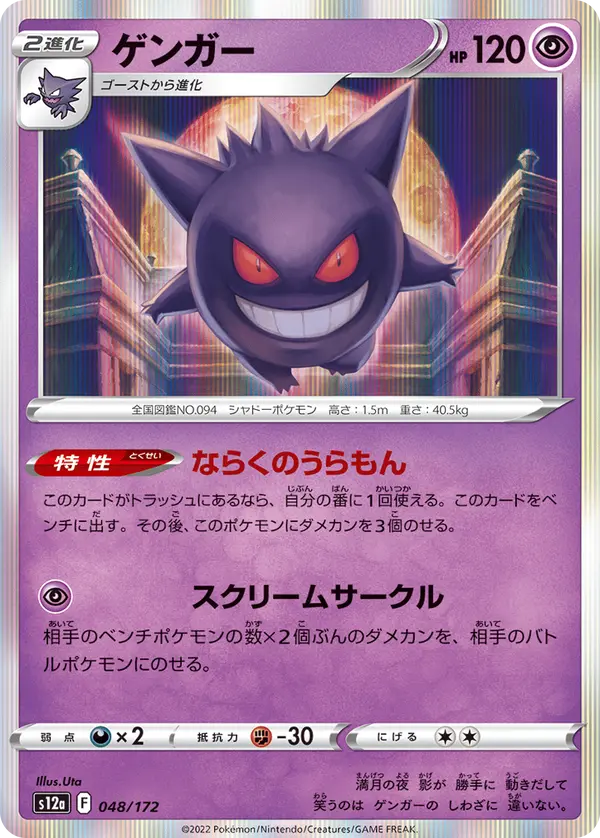 2進化
ゲンガー
HP120
ゴーストから進化
全国図鑑NO.094 シャドーポケモン 高さ:1.5m 重さ:40.5kg
特性 とくせい ならくのうらもん
このカードがトラッシュにあるなら、自分の番に1回使える。このカードをベ
ンチに出す。その後、このポケモンにダメカンを3個のせる。
スクリームサークル
相手のベンチポケモンの数×2個ぶんのダメカンを、相手のバト
ルポケモンにのせる。
弱点 ×2 抵抗力 -30 にげる
Illus.Uta
s12a F 048/172
満月の夜 影が 勝手に 動きだして
笑うのは ゲンガーの しわざに 違いない。
©2022 Pokémon/Nintendo/Creatures/GAME FREAK.